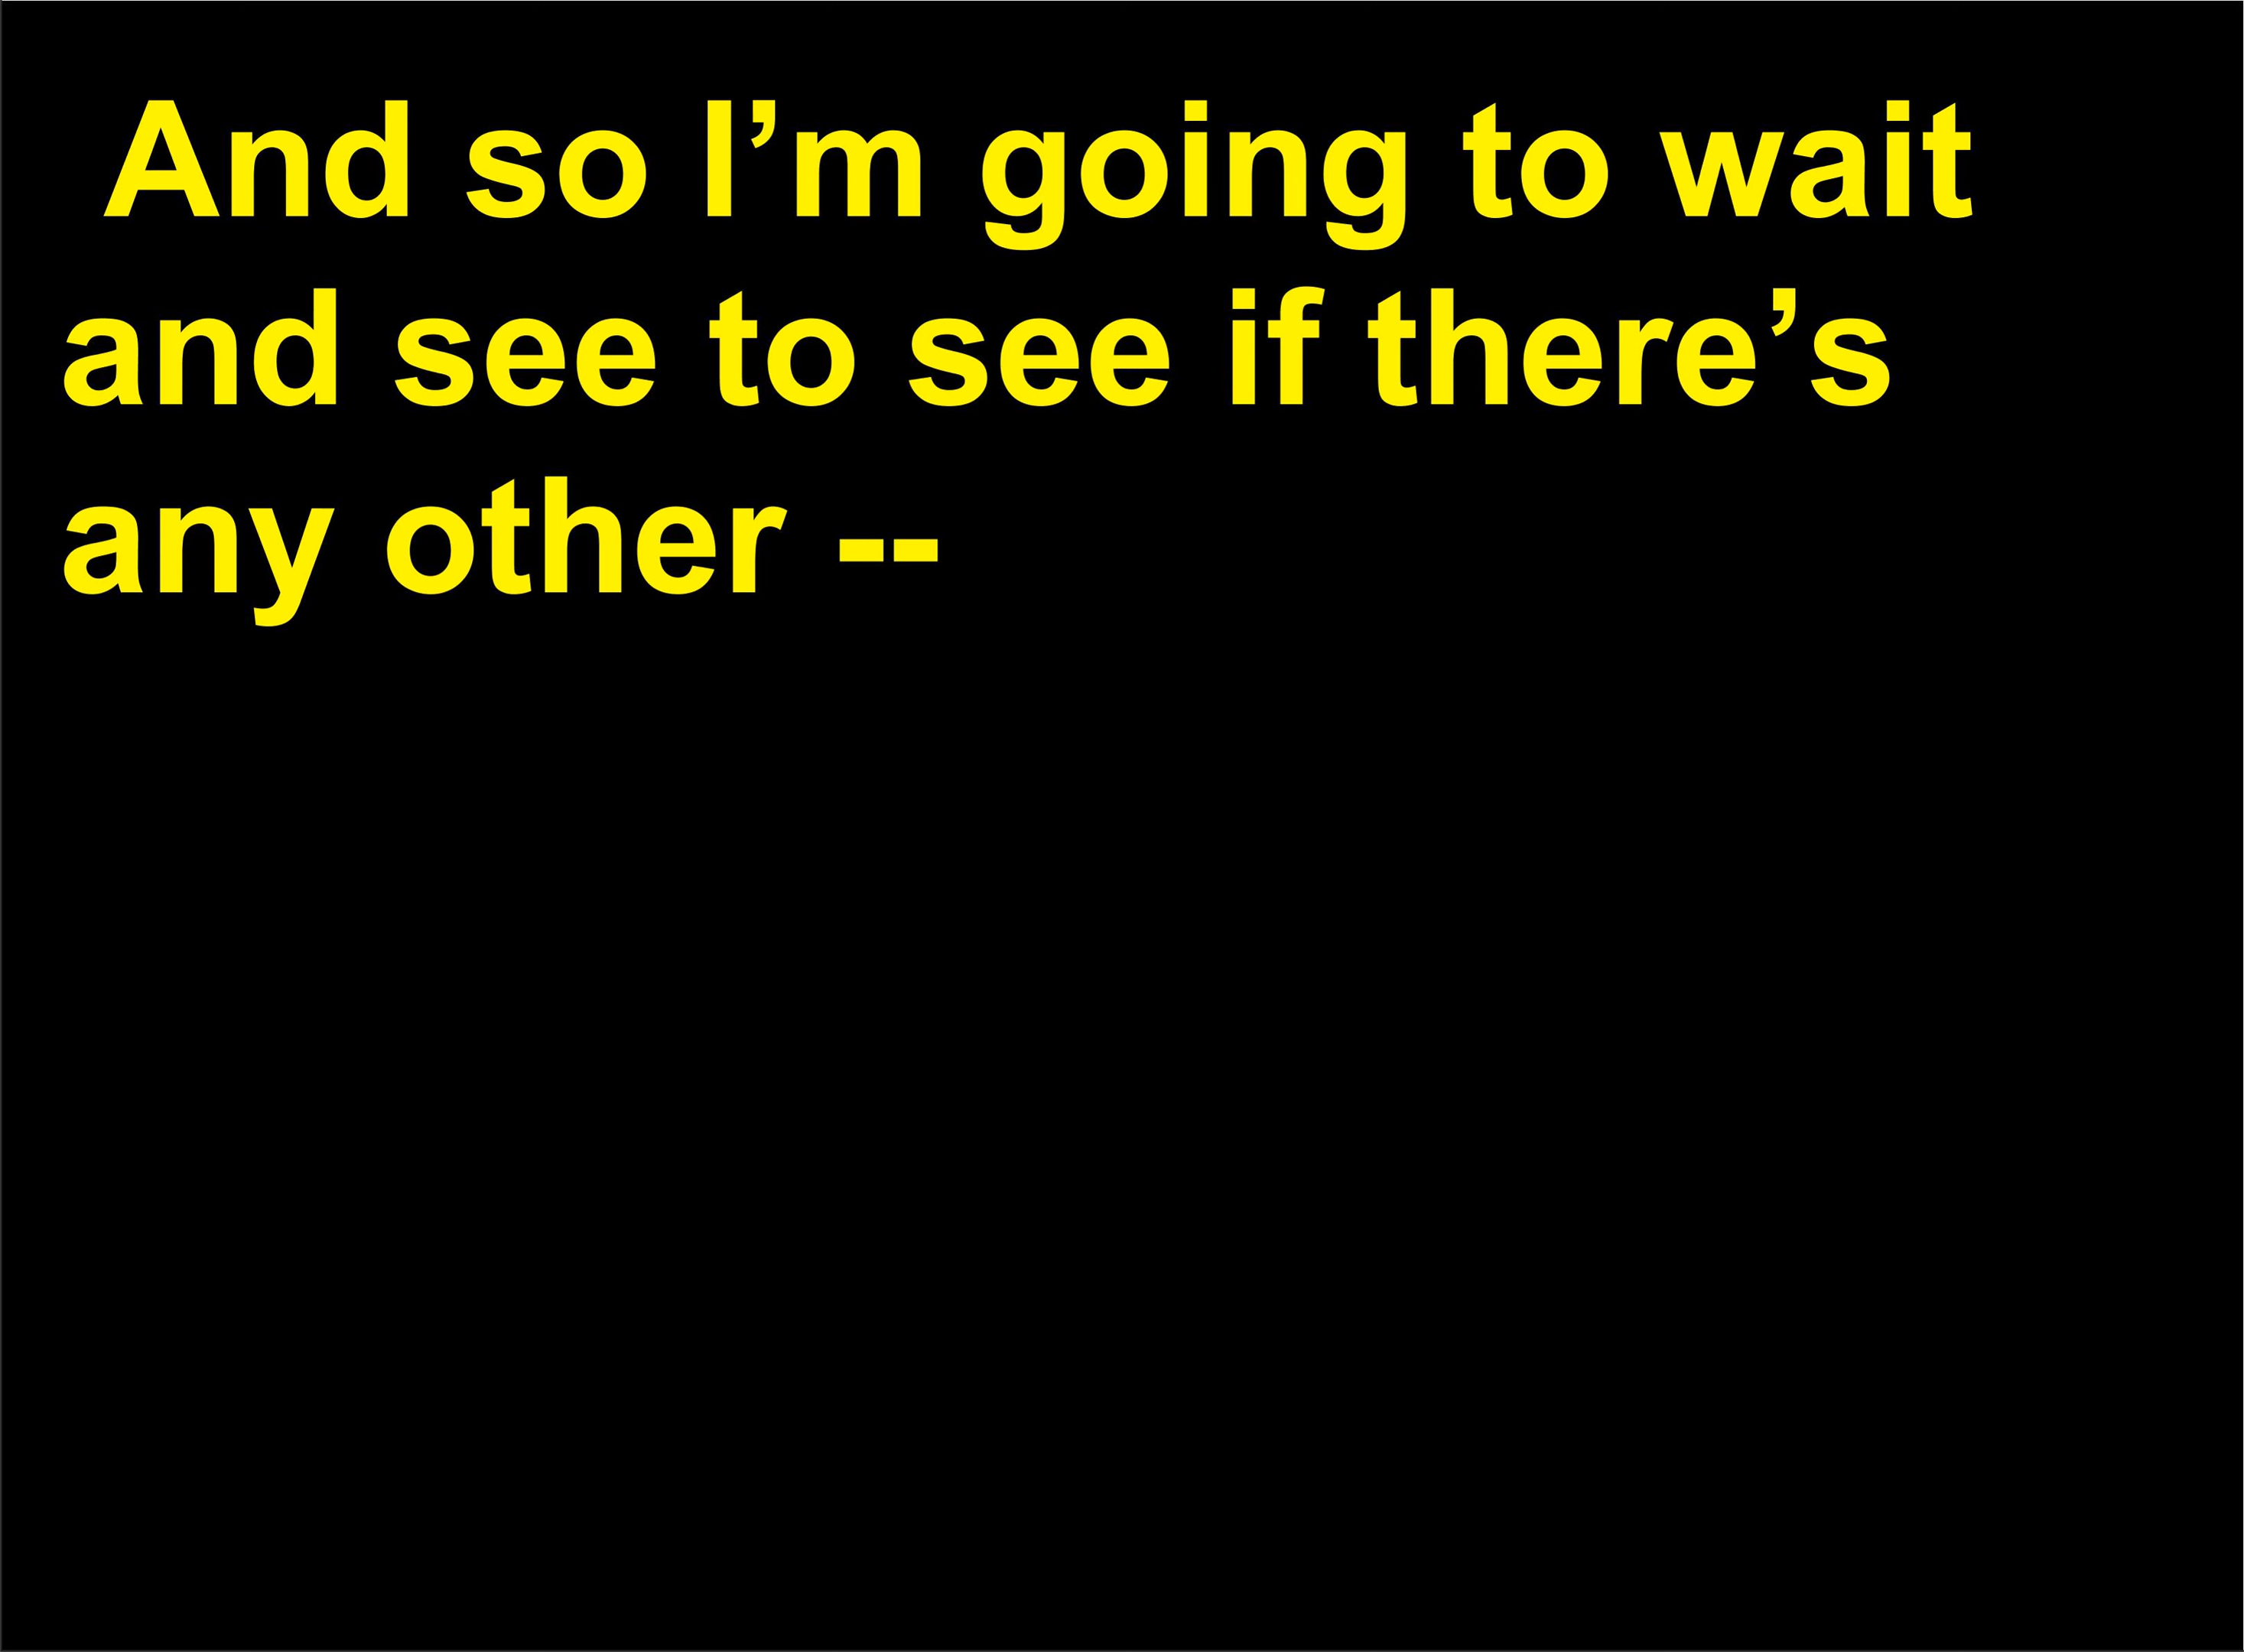 And so I’m going to wait
and see to see if there’s
any other --